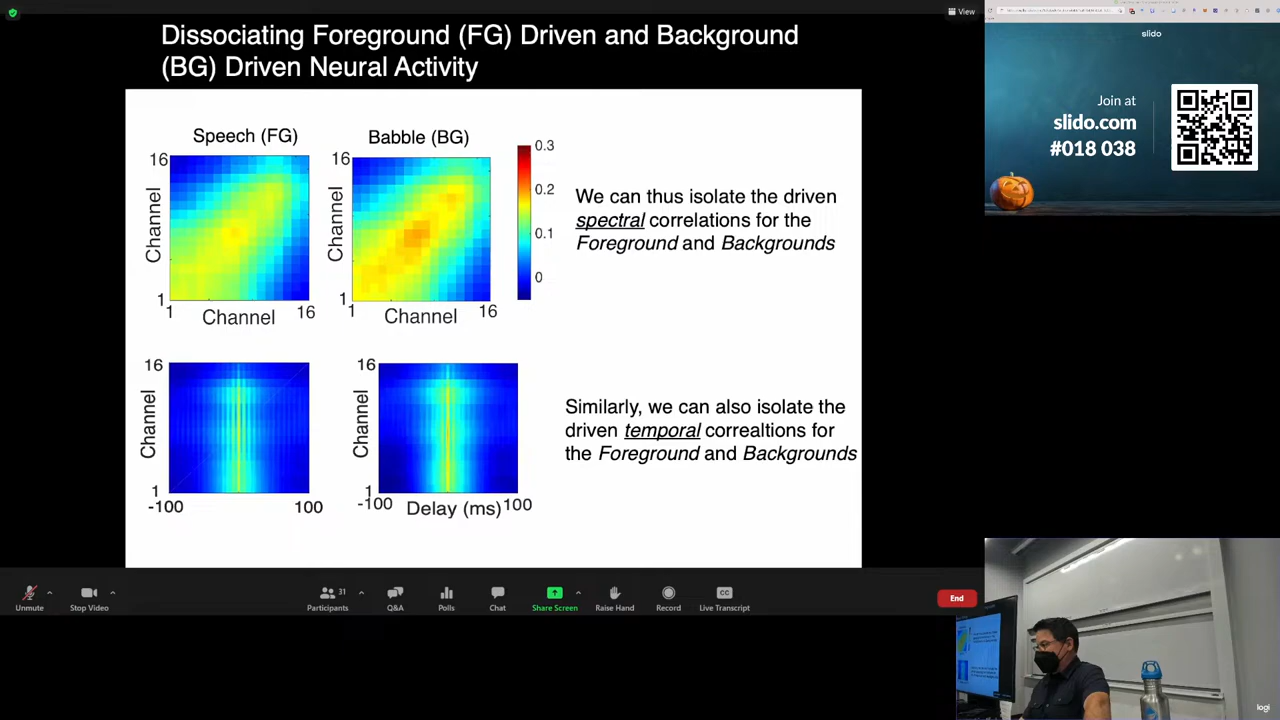 View
Dissociating Foreground (FG) Driven and Background
(BG) Driven Neural Activity
Speech (FG)
Babble (BG)
16
Channel
1
1
Channel
16
16
Channel
1
1
Channel
16
0.3
0.2
0.1
0
We can thus isolate the driven
spectral correlations for the
Foreground and Backgrounds
16
Channel
1
-100
100
16
Channel
1
-100
Delay (ms)
100
Similarly, we can also isolate the
driven temporal correaltions for
the Foreground and Backgrounds
slido
Join at
slido.com
#018 038
Unmute
Stop Video
31
Participants
Q&A
Polls
Chat
Share Screen
Raise Hand
Record
CC
Live Transcript
End
logi